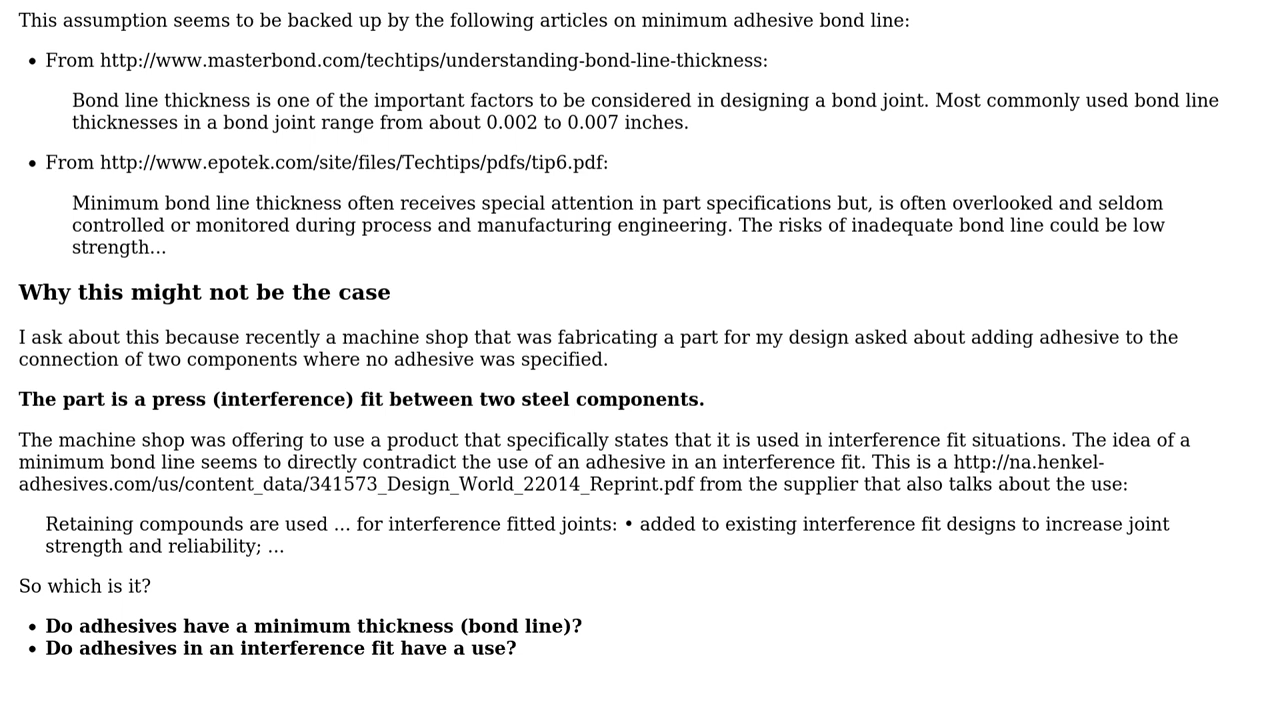 This assumption seems to be backed up by the following articles on minimum adhesive bond line:
• From http://www.masterbond.com/techtips/understanding-bond-line-thickness:
Bond line thickness is one of the important factors to be considered in designing a bond joint. Most commonly used bond line
thicknesses in a bond joint range from about 0.002 to 0.007 inches.
• From http://www.epotek.com/site/files/Techtips/pdfs/tip6.pdf:
Minimum bond line thickness often receives special attention in part specifications but, is often overlooked and seldom
controlled or monitored during process and manufacturing engineering. The risks of inadequate bond line could be low
strength...
Why this might not be the case
I ask about this because recently a machine shop that was fabricating a part for my design asked about adding adhesive to the
connection of two components where no adhesive was specified.
The part is a press (interference) fit between two steel components.
The machine shop was offering to use a product that specifically states that it is used in interference fit situations. The idea of a
minimum bond line seems to directly contradict the use of an adhesive in an interference fit. This is a http://na.henkel-
adhesives.com/us/content_data/341573_Design_World_22014_Reprint.pdf from the supplier that also talks about the use:
Retaining compounds are used ... for interference fitted joints: • added to existing interference fit designs to increase joint
strength and reliability; ...
So which is it?
• Do adhesives have a minimum thickness (bond line)?
• Do adhesives in an interference fit have a use?